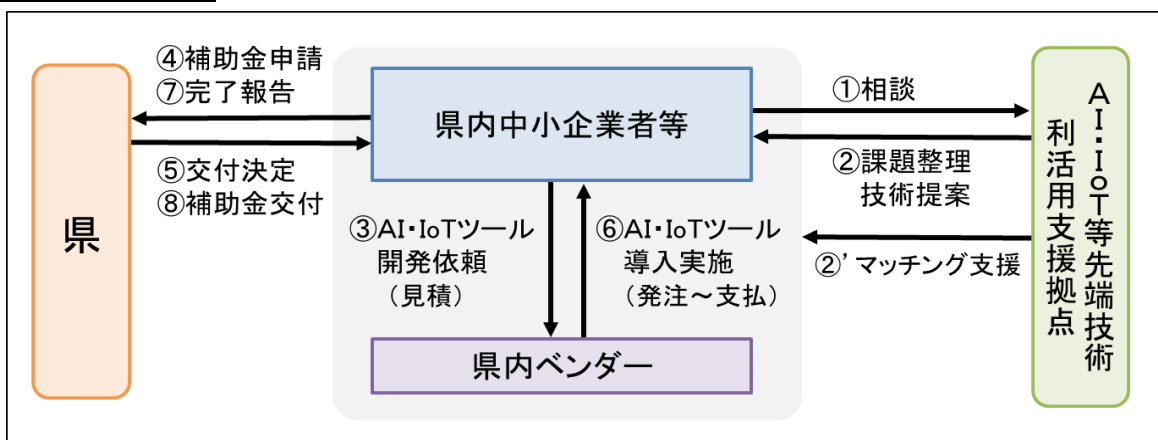 県
④補助金申請
⑦完了報告
⑤交付決定
⑧補助金交付
県内中小企業者等
③AI・IoTツール
開発依頼
（見積）
⑥AI・IoTツール
導入実施
（発注～支払）
県内ベンダー
①相談
②課題整理
技術提案
②’マッチング支援
ＡＩ・ＩоＴ等先端技術
利活用支援拠点